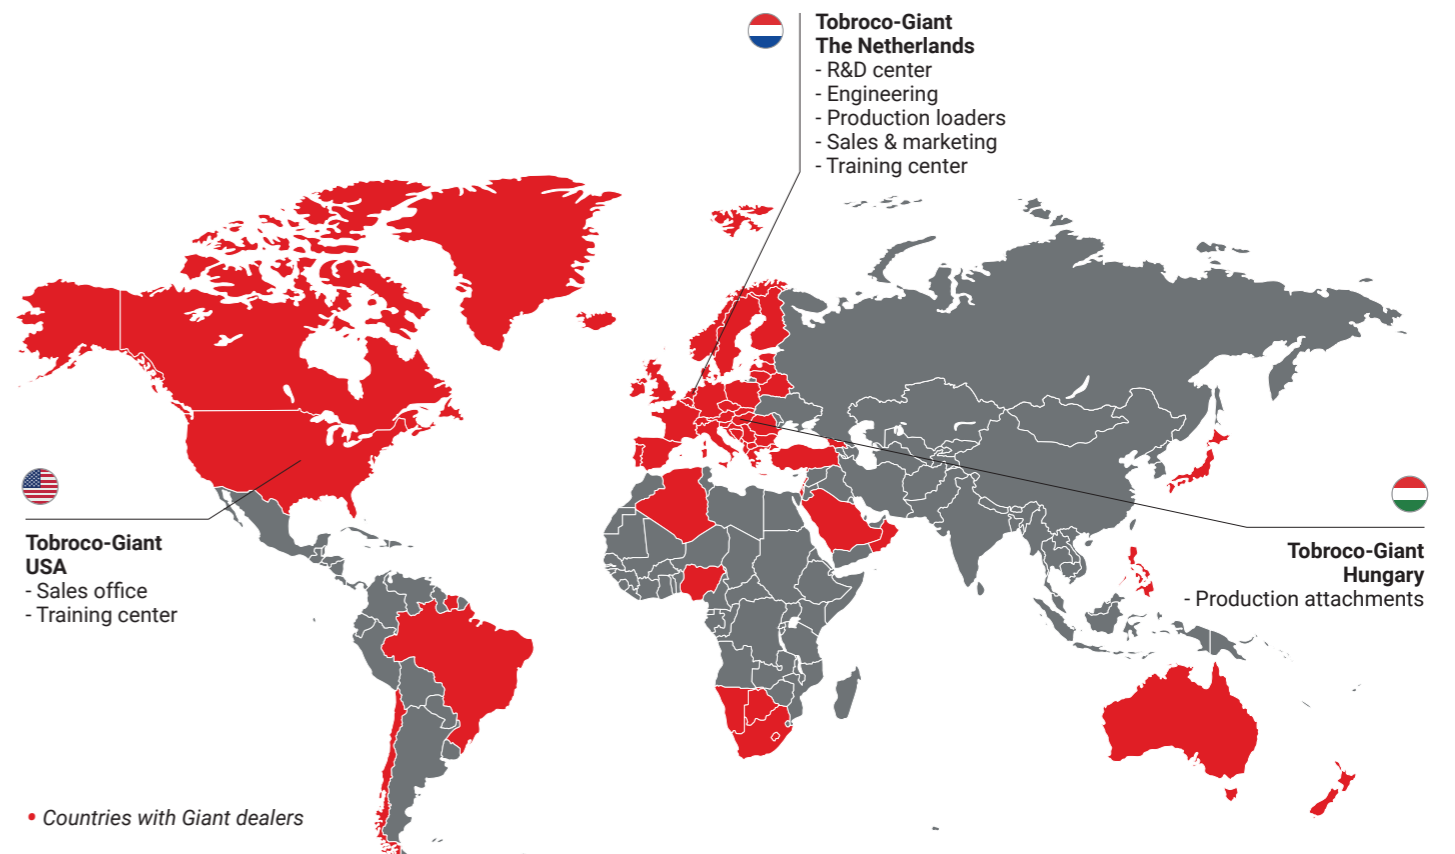 Tobroco-Giant
The Netherlands
- R&D center
- Engineering
- Production loaders
- Sales & marketing
- Training center
Tobroco-Giant
USA
- Sales office
- Training center
Tobroco-Giant
Hungary
- Production attachments
• Countries with Giant dealers